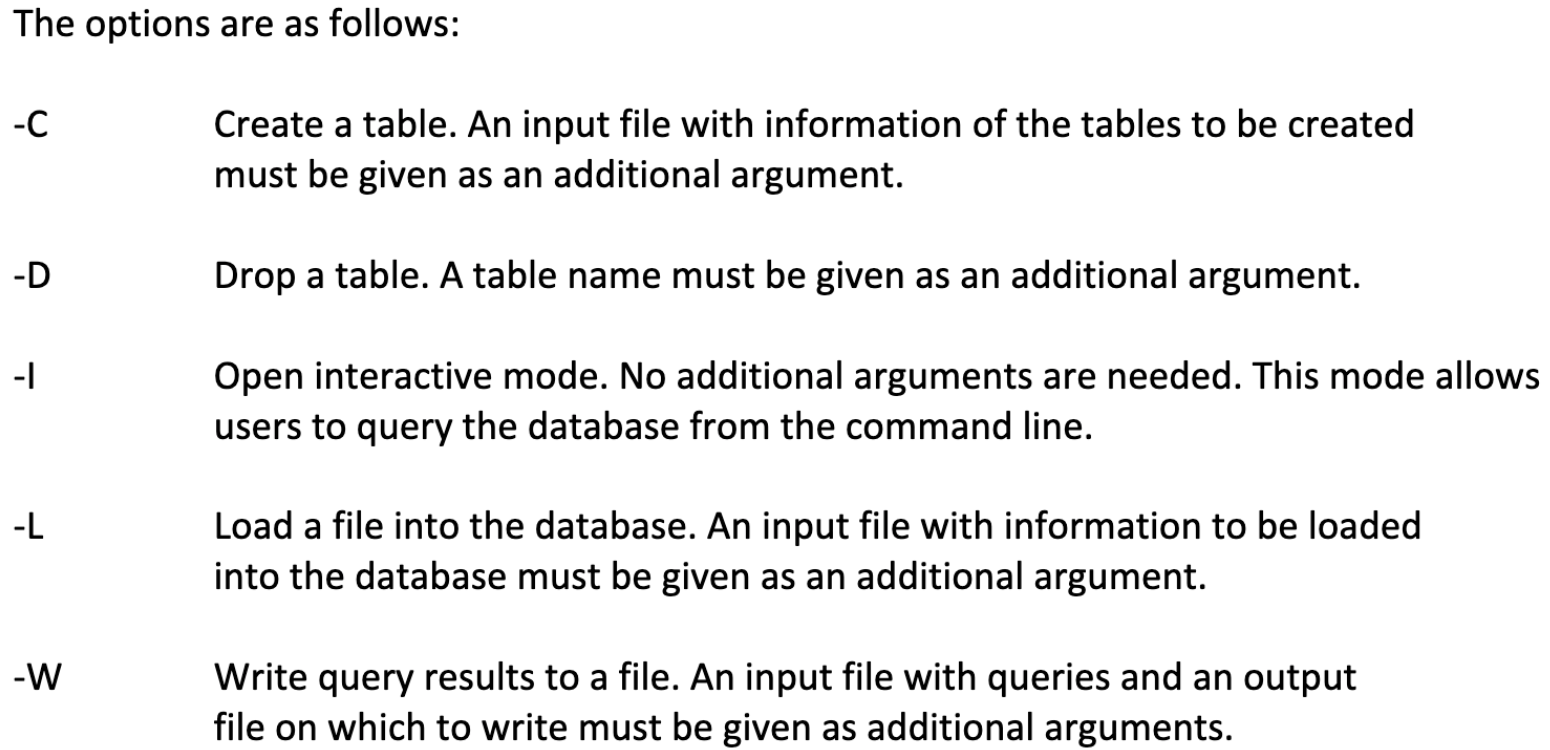 The options are as follows:
-C Create a table. An input file with information of the tables to be created
must be given as an additional argument.
-D Drop a table. A table name must be given as an additional argument.
-I Open interactive mode. No additional arguments are needed. This mode allows
users to query the database from the command line.
-L Load a file into the database. An input file with information to be loaded
into the database must be given as an additional argument.
-W Write query results to a file. An input file with queries and an output
file on which to write must be given as additional arguments.